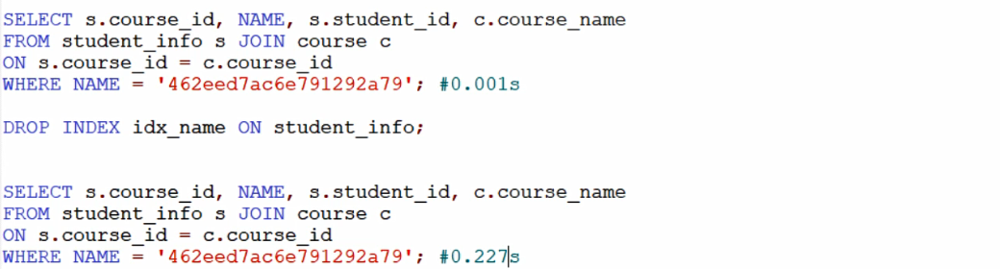 SELECT s.course_id, NAME, s.student_id, c.course_name
FROM student_info s JOIN course c
ON s.course_id = c.course_id
WHERE NAME = '462eed7ac6e791292a79'; #0.001s
DROP INDEX idx_name ON student_info;
SELECT s.course_id, NAME, s.student_id, c.course_name
FROM student_info s JOIN course c
ON s.course_id = c.course_id
WHERE NAME = '462eed7ac6e791292a79'; #0.227s